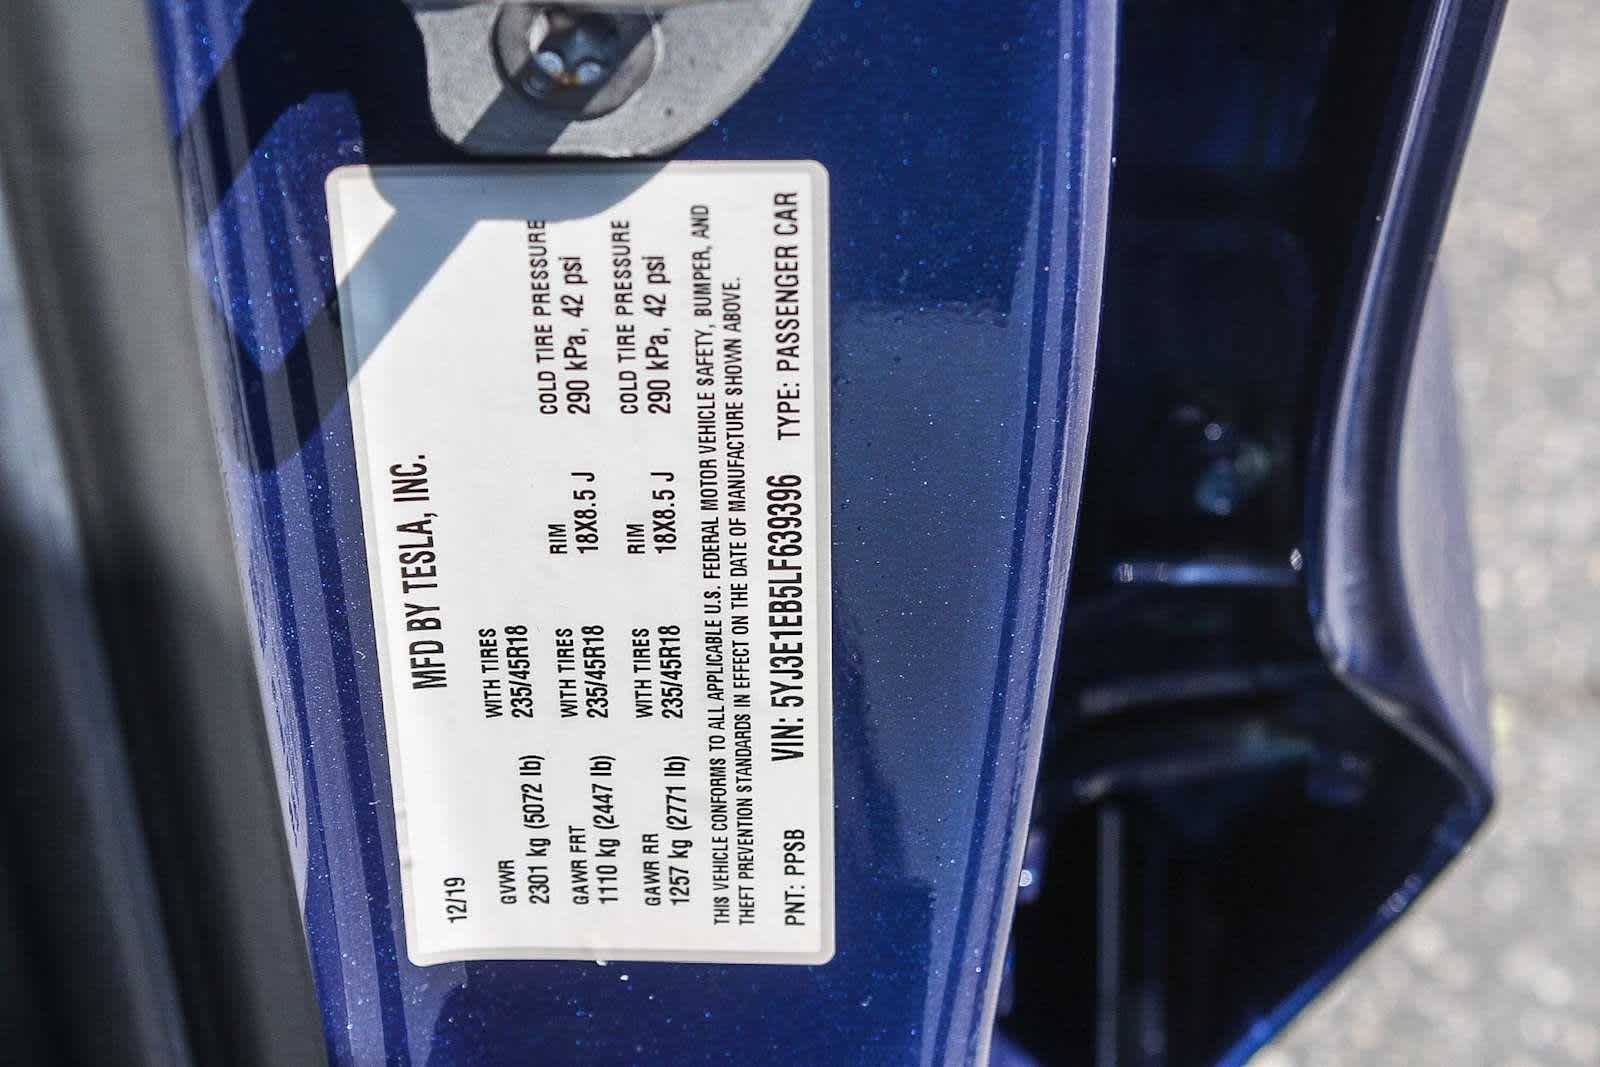 MFD BY TESLA, INC.
12/19
GVWR WITH TIRES RIM COLD TIRE PRESSURE
2301 kg (5072 lb) 235/45R18 18X8.5 J 290 kPa, 42 psi
GAWR FRT WITH TIRES RIM COLD TIRE PRESSURE
1110 kg (2447 lb) 235/45R18 18X8.5 J 290 kPa, 42 psi
GAWR RR WITH TIRES
1257 kg (2771 lb) 235/45R18
THIS VEHICLE CONFORMS TO ALL APPLICABLE U.S. FEDERAL MOTOR VEHICLE SAFETY, BUMPER, AND
THEFT PREVENTION STANDARDS IN EFFECT ON THE DATE OF MANUFACTURE SHOWN ABOVE.
PNT: PPSB VIN: 5YJ3E1EB5LF639396 TYPE: PASSENGER CAR